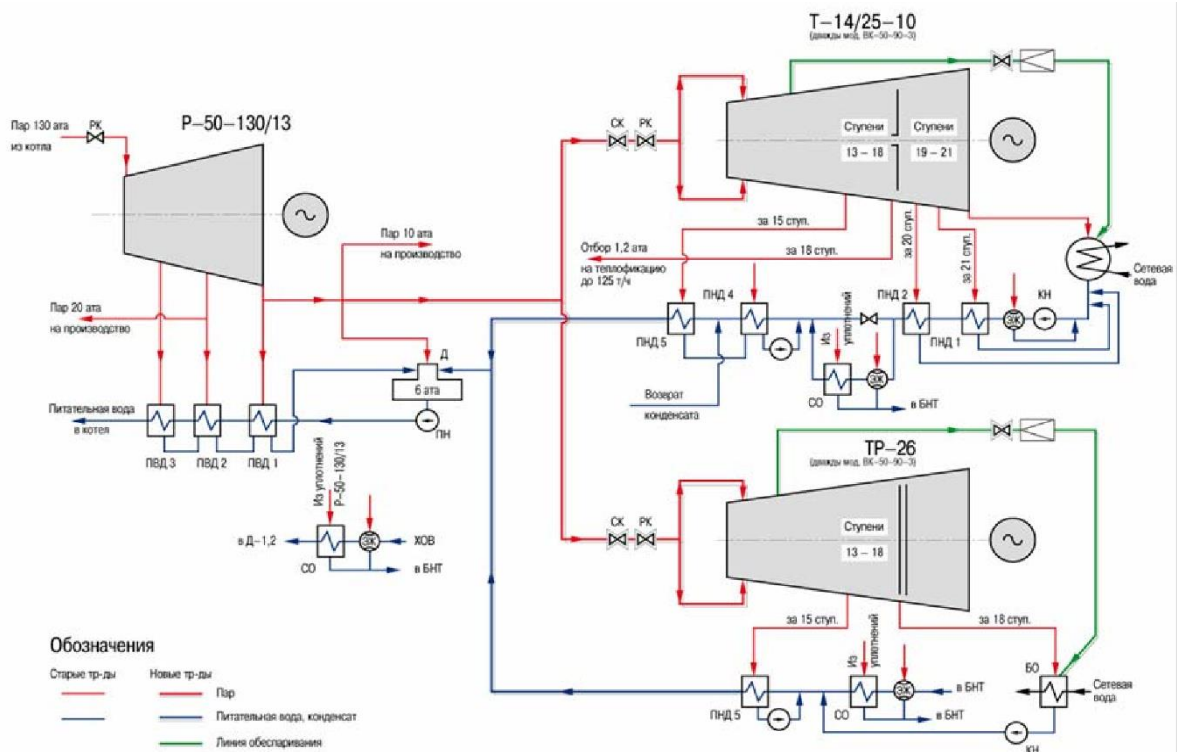 Т–14/25–10
(дважды мод. ВК–50–90–3)
Р–50–130/13
Пар 130 ата
из котла
РК
СК
РК
Ступени
13 – 18
Ступени
19 – 21
Пар 10 ата
на производство
за 15 ступ.
за 18 ступ.
за 20 ступ.
за 21 ступ.
Отбор 1,2 ата
на теплофикацию
до 125 т/ч
Сетевая
вода
Пар 20 ата
на производство
ПНД 4
ПНД 2
КН
ЭЖ
ПНД 5
ПНД 1
Из
уплотнений
ЭЖ
СО
в БНТ
Возврат
конденсата
Д
6 ата
ПН
Питательная вода
в котел
ПВД 3
ПВД 2
ПВД 1
Из уплотнений
Р–50–130/13
в Д–1,2
ЭЖ
ХОВ
СО
в БНТ
ТР–26
(дважды мод. ВК–50–90–3)
СК
РК
Ступени
13 – 18
за 15 ступ.
за 18 ступ.
Из
уплотнений
БО
Сетевая
вода
ПНД 5
СО
ЭЖ
в БНТ
в БНТ
КН
Обозначения
Старые тр-ды
Новые тр-ды
Пар
Питательная вода, конденсат
Линия обеспаривания